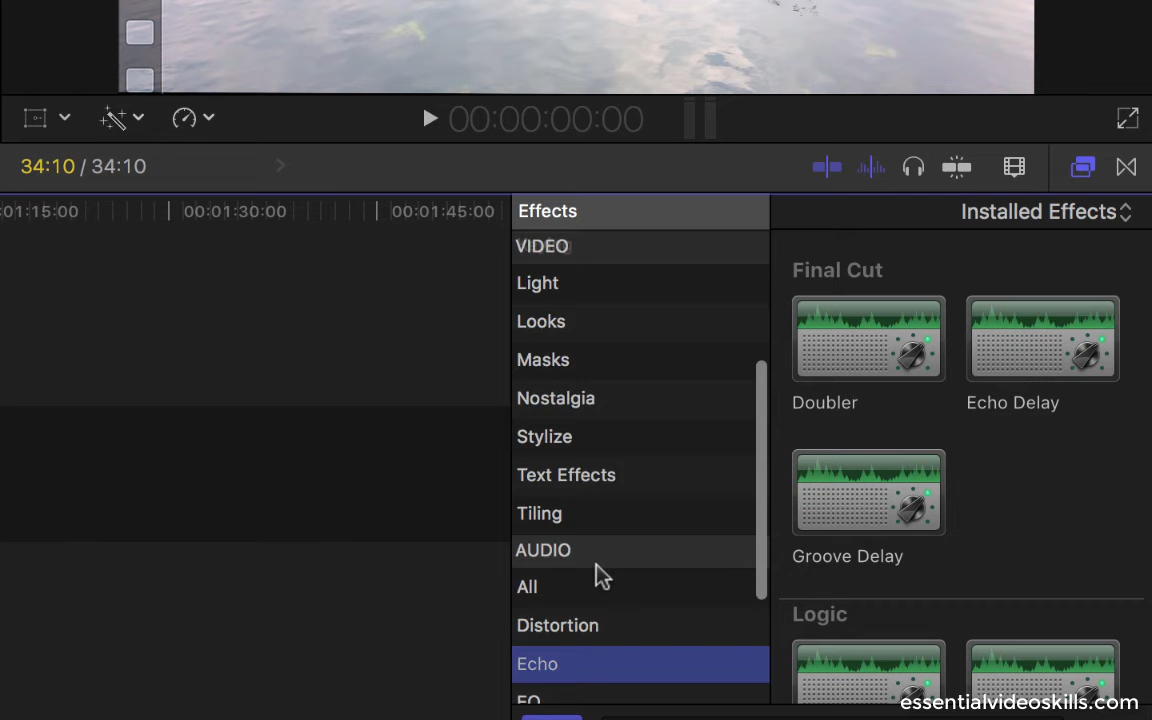 00:00:00:00
34:10 / 34:10
:01:15:00
00:01:30:00
00:01:45:00
Effects
Installed Effects
VIDEO
Light
Looks
Masks
Nostalgia
Stylize
Text Effects
Tiling
AUDIO
All
Distortion
Echo
EQ
Final Cut
Doubler
Echo Delay
Groove Delay
Logic
essentialvideoskills.com